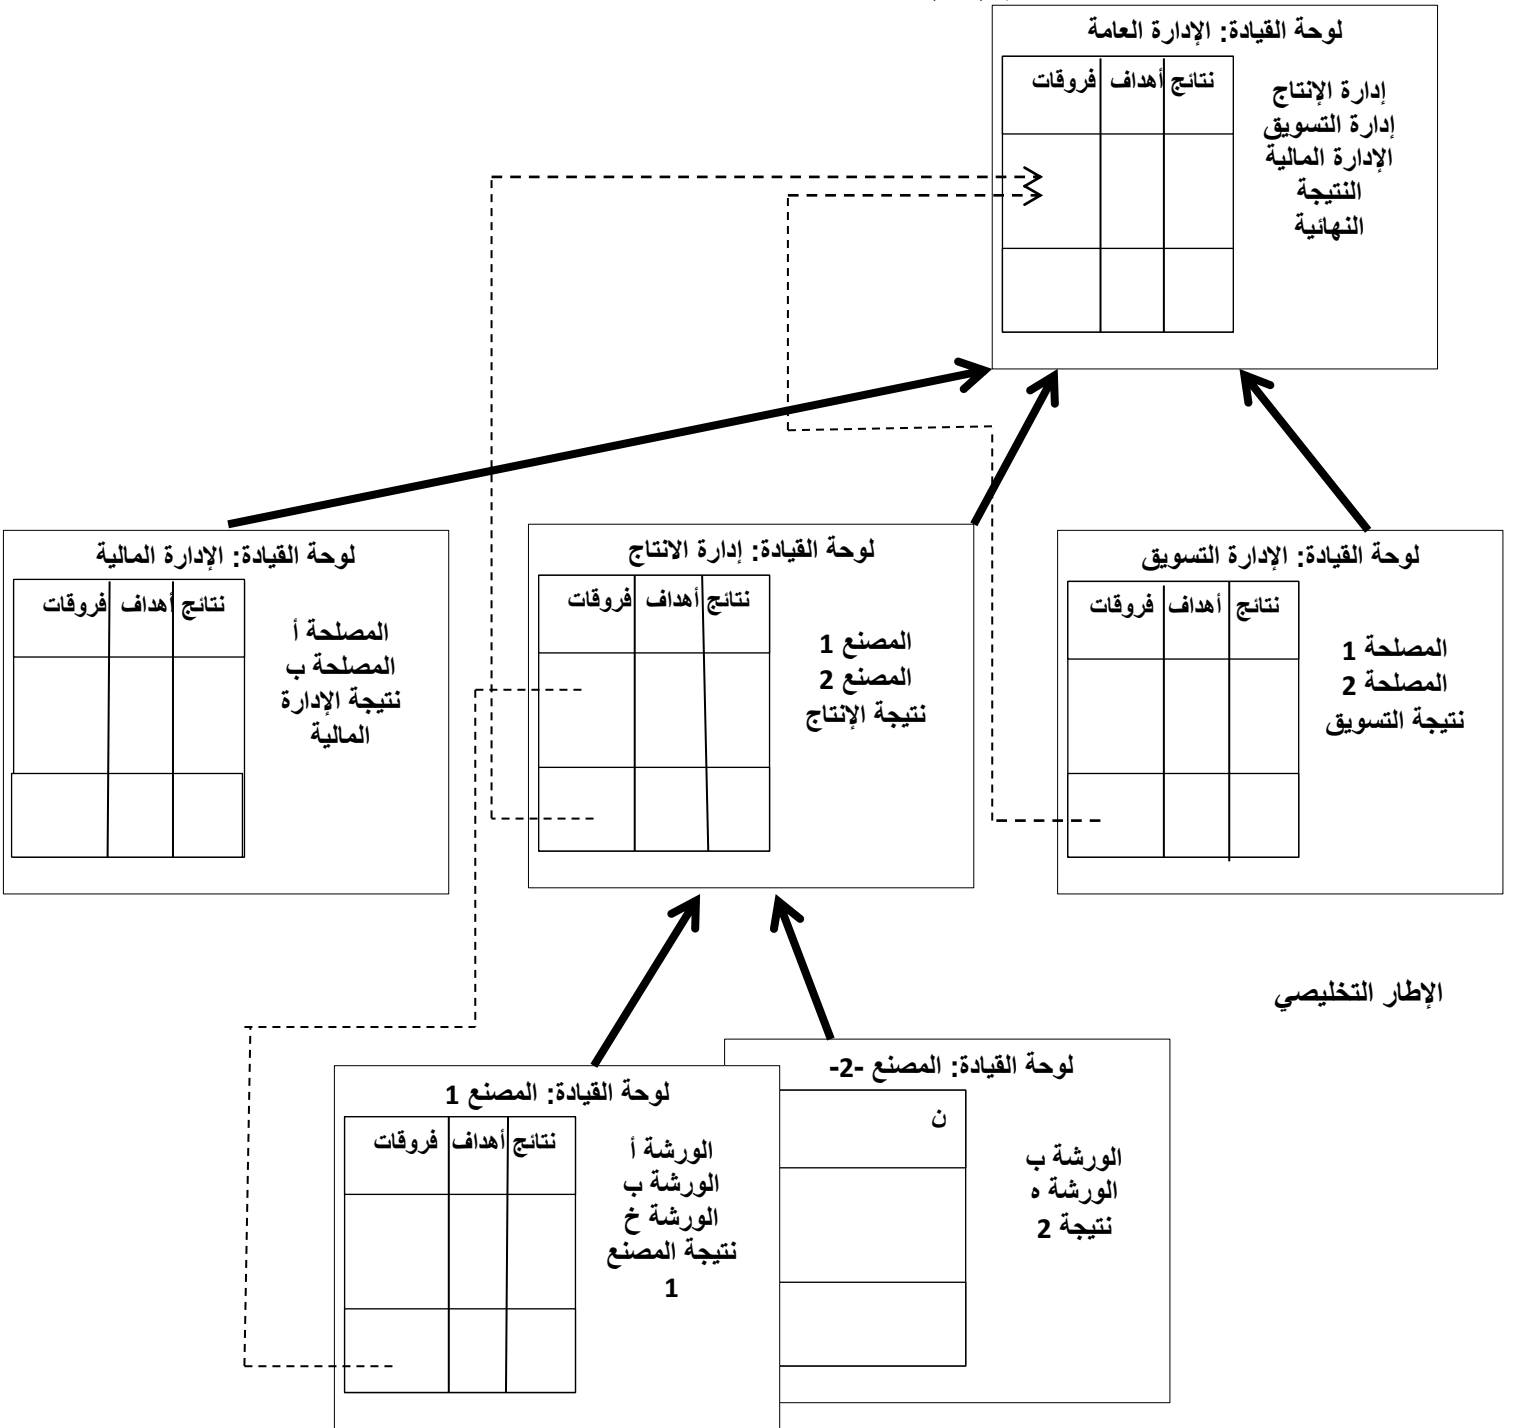 لوحة القيادة: الإدارة العامة
نتائج أهداف فروقات
إدارة الإنتاج
إدارة التسويق
الإدارة المالية
النتيجة
النهائية
لوحة القيادة: الإدارة التسويق
نتائج أهداف فروقات
المصلحة 1
المصلحة 2
نتيجة التسويق
لوحة القيادة: إدارة الانتاج
نتائج أهداف فروقات
المصنع 1
المصنع 2
نتيجة الإنتاج
لوحة القيادة: الإدارة المالية
نتائج أهداف فروقات
المصلحة أ
المصلحة ب
نتيجة الإدارة
المالية
الإطار التخليصي
لوحة القيادة: المصنع -2-
ن
الورشة ب
الورشة ه
نتيجة 2
لوحة القيادة: المصنع 1
نتائج أهداف فروقات
الورشة أ
الورشة ب
الورشة خ
نتيجة المصنع
1